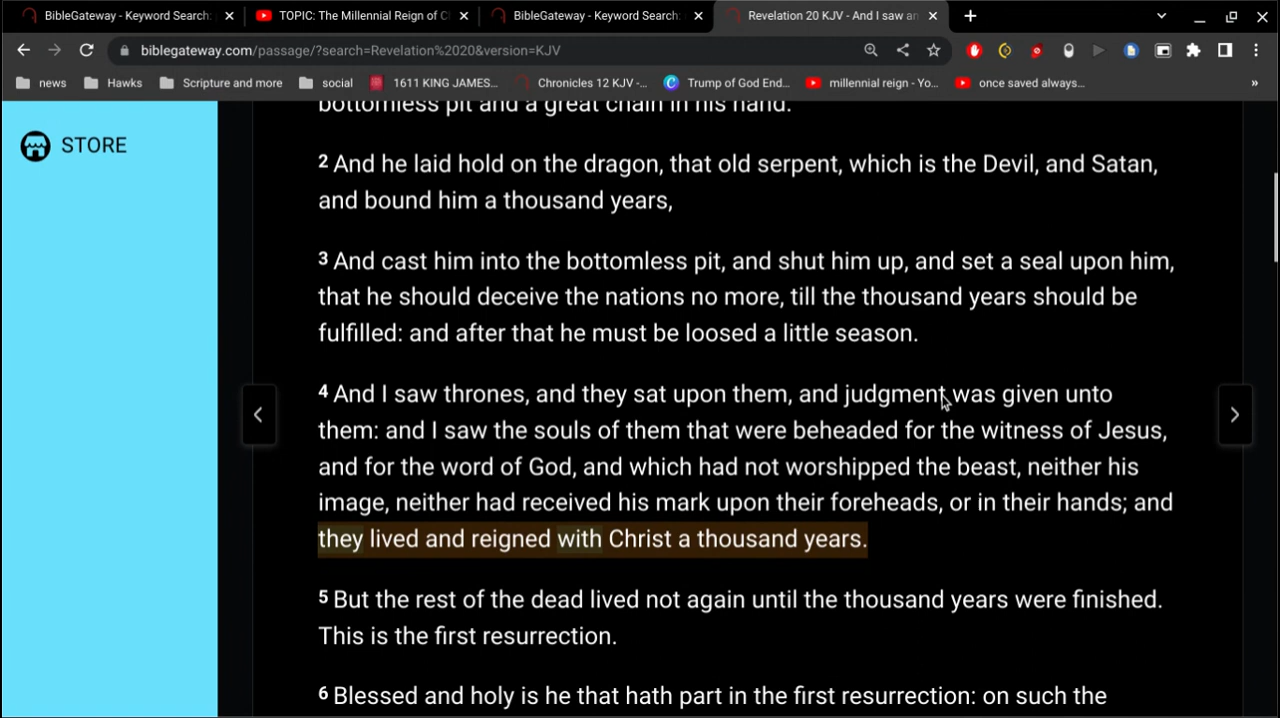 BibleGateway - Keyword Search:
TOPIC: The Millennial Reign of C
BibleGateway - Keyword Search:
Revelation 20 KJV - And I saw an
biblegateway.com/passage/?search=Revelation%2020&version=KJV
news
Hawks
Scripture and more
social
1611 KING JAMES...
Chronicles 12 KJV -...
Trump of God End...
millennial reign - Yo...
once saved always...
STORE
bottomless pit and a great chain in his hand.
2 And he laid hold on the dragon, that old serpent, which is the Devil, and Satan,
and bound him a thousand years,
3 And cast him into the bottomless pit, and shut him up, and set a seal upon him,
that he should deceive the nations no more, till the thousand years should be
fulfilled: and after that he must be loosed a little season.
4 And I saw thrones, and they sat upon them, and judgment was given unto
them: and I saw the souls of them that were beheaded for the witness of Jesus,
and for the word of God, and which had not worshipped the beast, neither his
image, neither had received his mark upon their foreheads, or in their hands; and
they lived and reigned with Christ a thousand years.
5 But the rest of the dead lived not again until the thousand years were finished.
This is the first resurrection.
6 Blessed and holy is he that hath part in the first resurrection: on such the